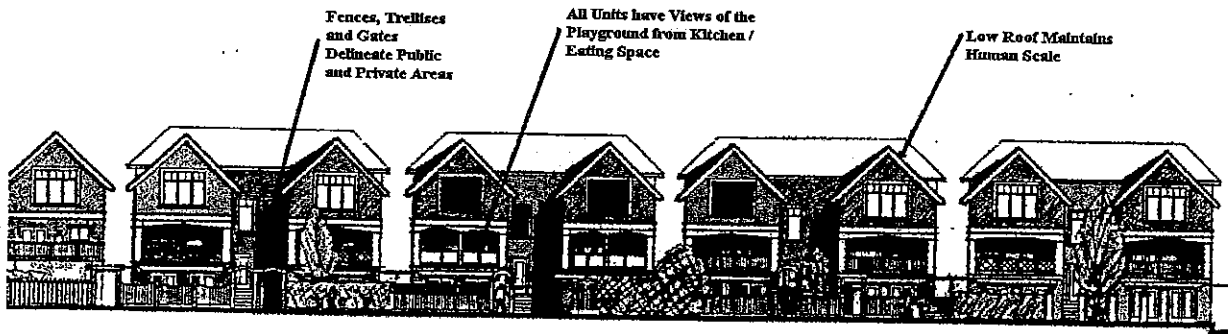 Fences, Trellises
and Gates
Delineate Public
and Private Areas
All Units have Views of the
Playground from Kitchen /
Eating Space
Low Roof Maintains
Human Scale